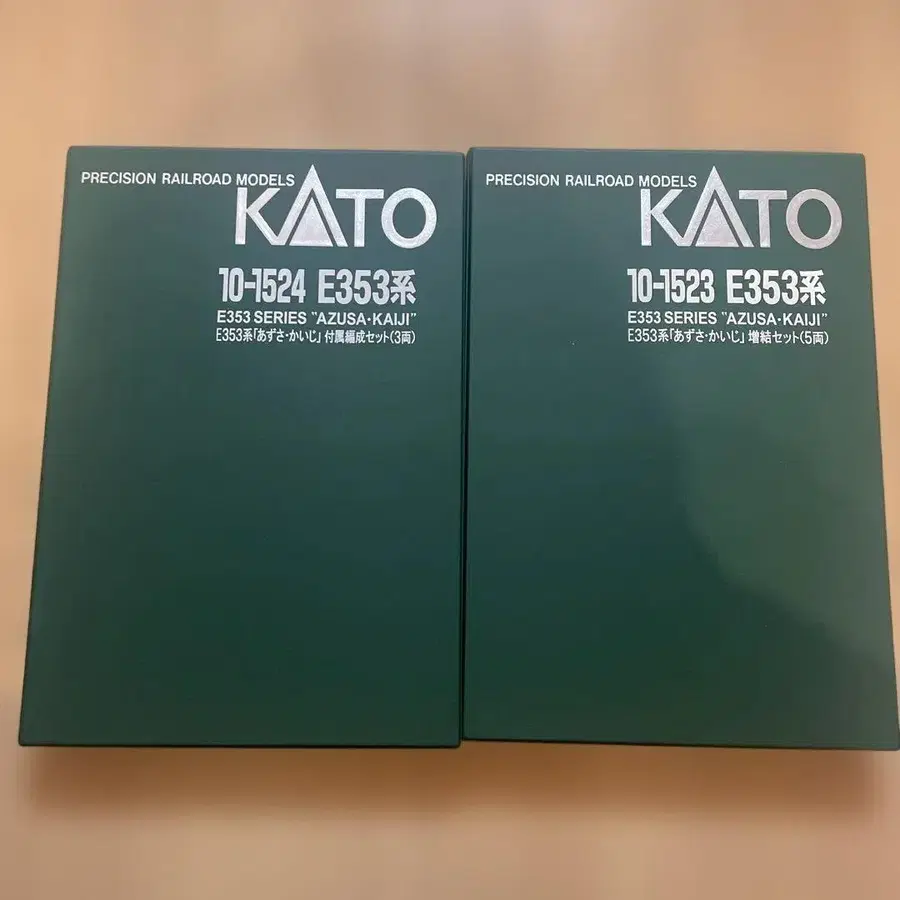 PRECISION RAILROAD MODELS
KATO
10-1524 E353系
E353 SERIES "AZUSA・KAIJI"
E353系「あずさ・かいじ」 付属編成セット(3両)
PRECISION RAILROAD MODELS
KATO
10-1523 E353系
E353 SERIES "AZUSA・KAIJI"
E353系「あずさ・かいじ」 増結セット(5両)